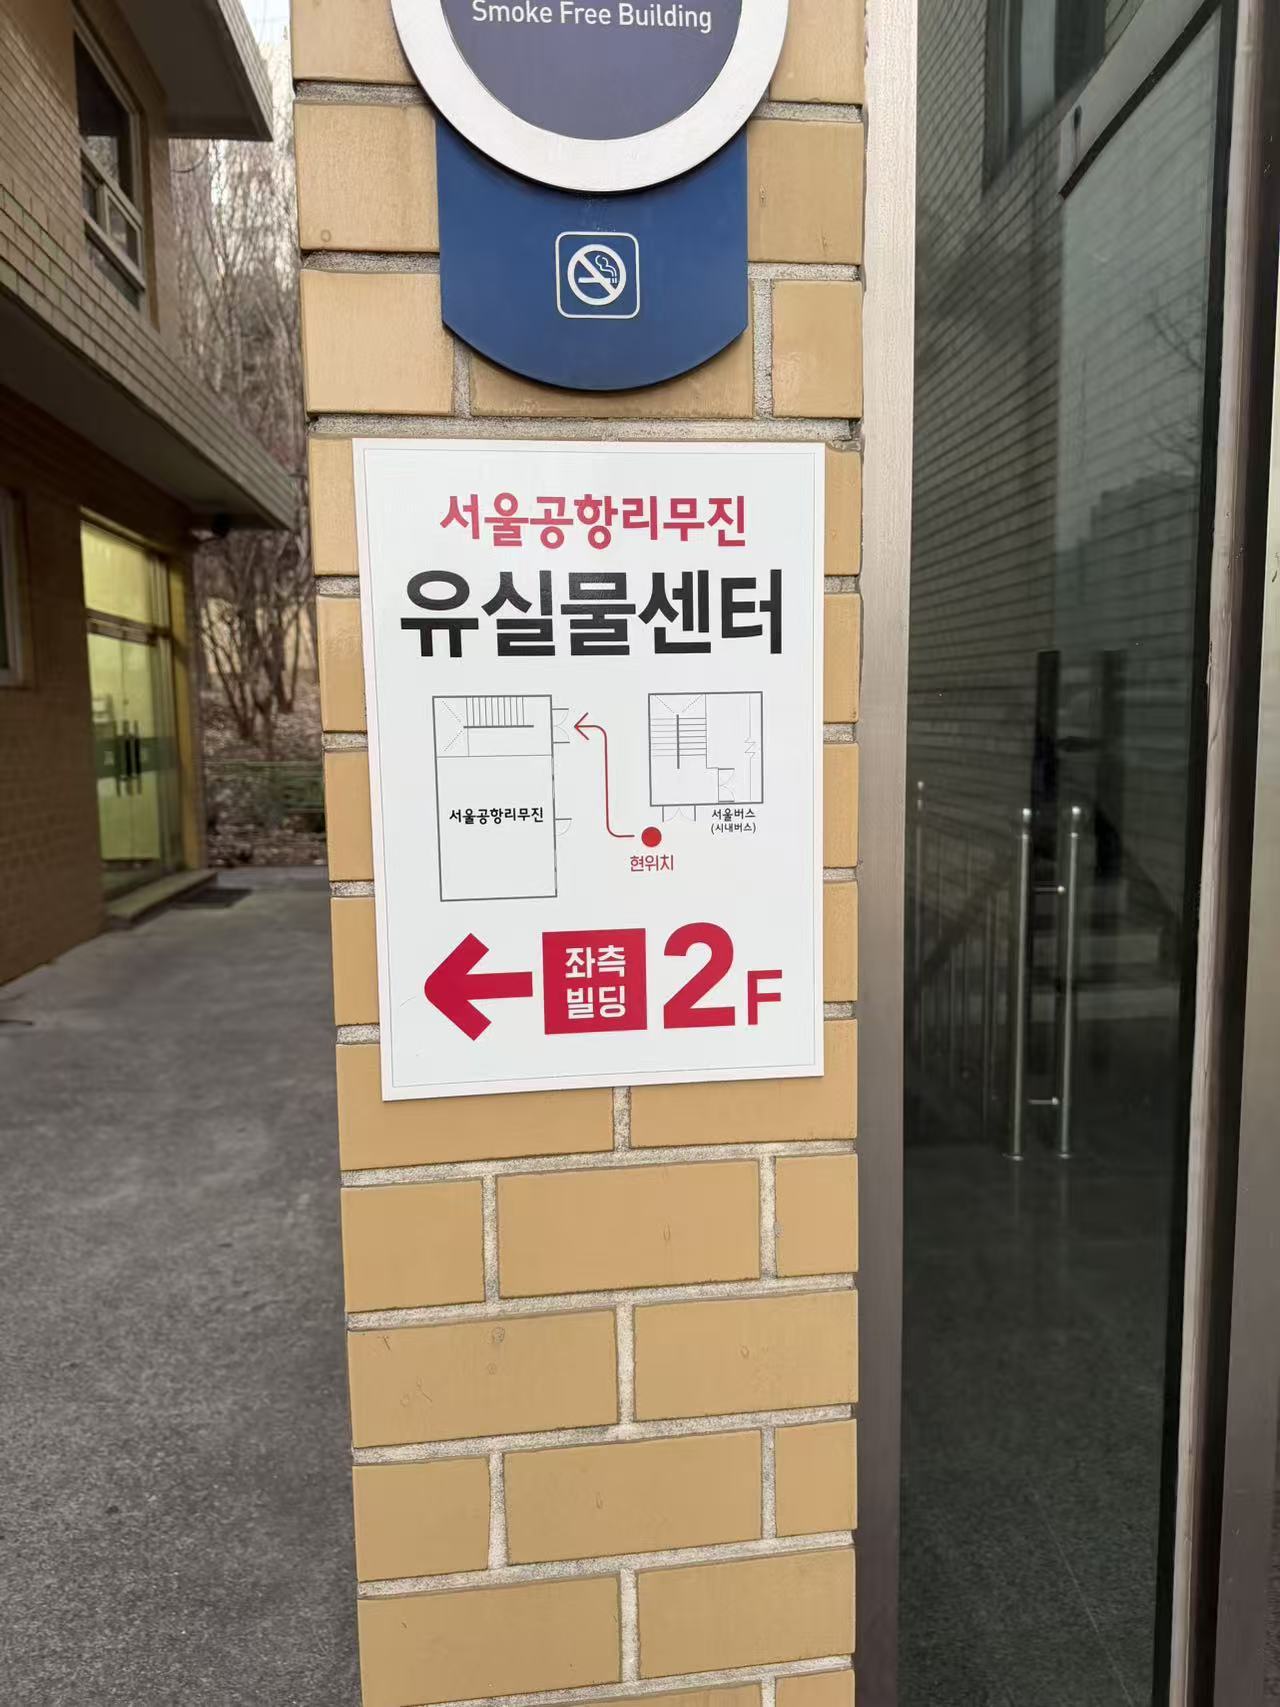 Smoke Free Building
서울공항리무진
유실물센터
서울공항리무진
서울버스
(시내버스)
현위치
좌측
빌딩
2F